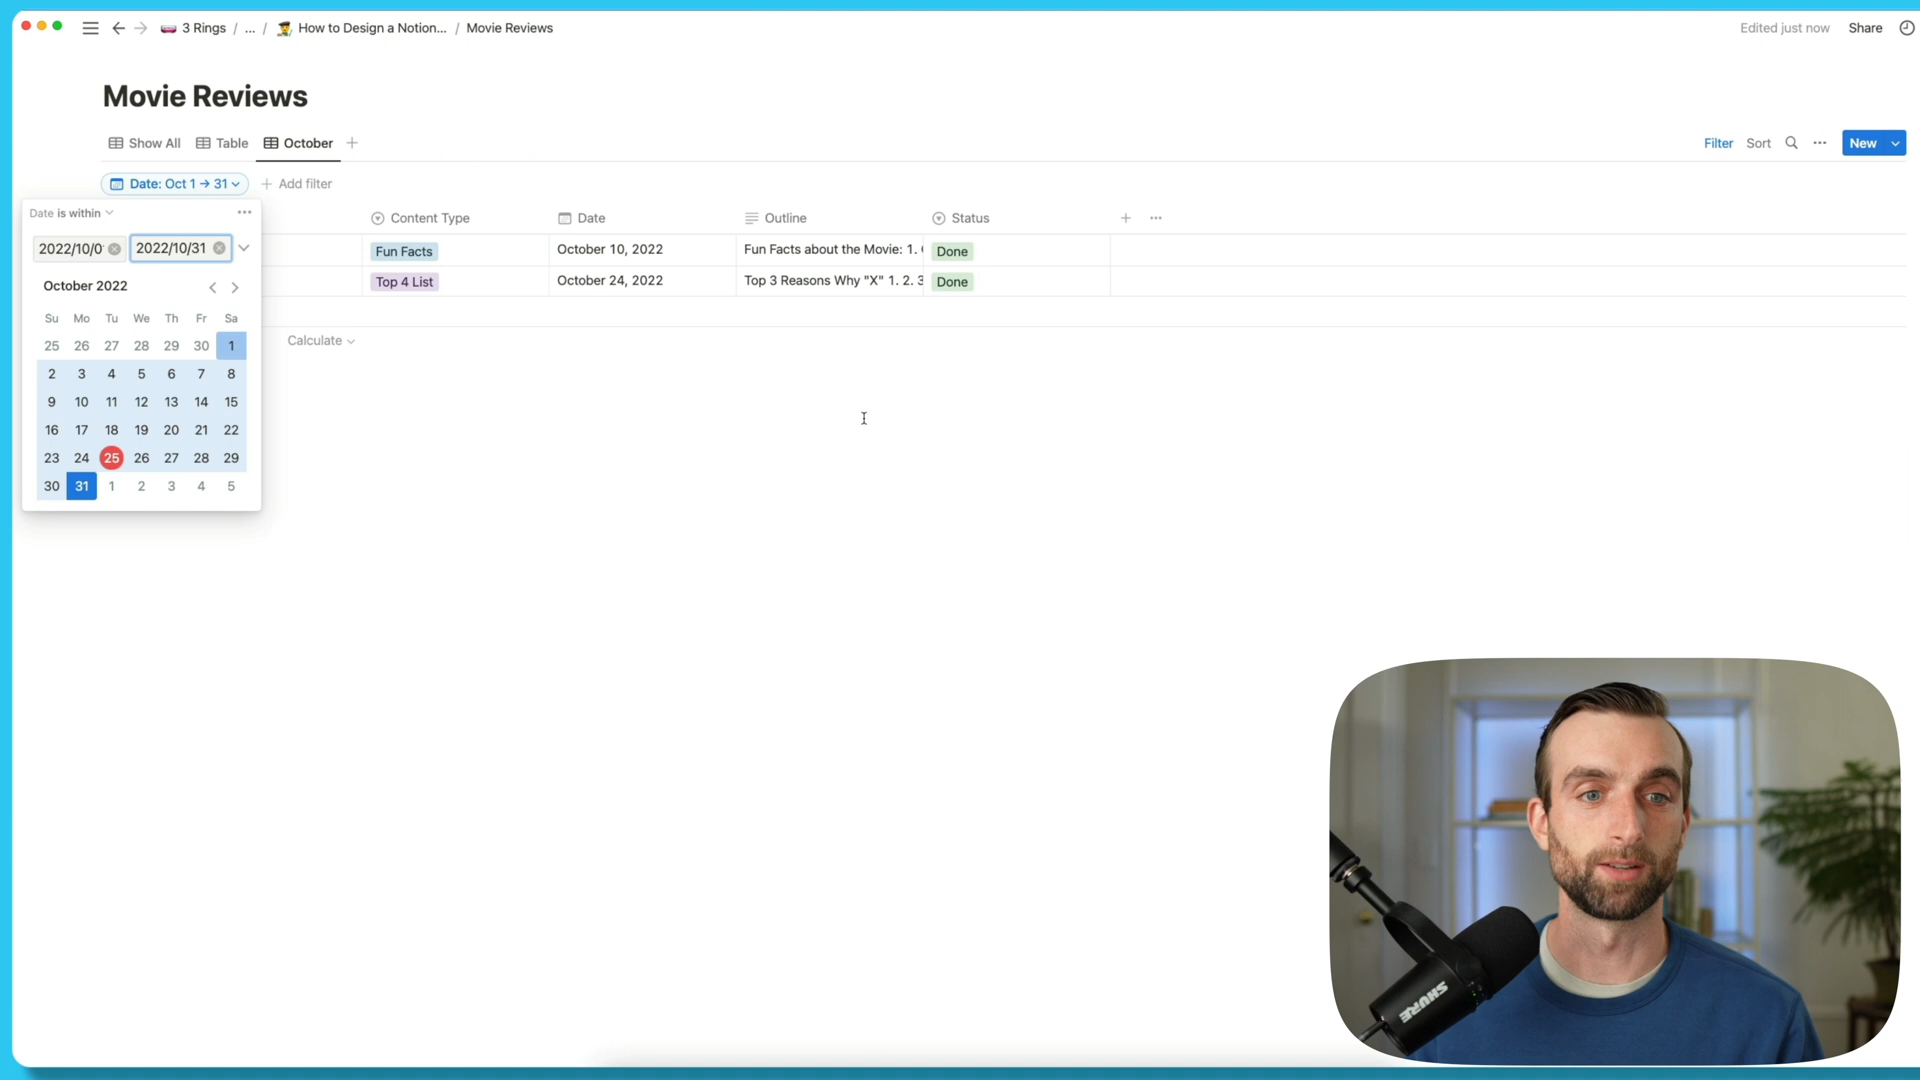 3 Rings / ... / How to Design a Notion... / Movie Reviews
Edited just now Share
Movie Reviews
Show All Table October
Filter Sort New
Date: Oct 1 → 31 Add filter
Date is within
Content Type Date Outline Status
2022/10/0 2022/10/31
Fun Facts October 10, 2022 Fun Facts about the Movie: 1. Done
Top 4 List October 24, 2022 Top 3 Reasons Why "X" 1. 2. 3 Done
October 2022
Su Mo Tu We Th Fr Sa
Calculate
25 26 27 28 29 30 1
2 3 4 5 6 7 8
9 10 11 12 13 14 15
16 17 18 19 20 21 22
23 24 25 26 27 28 29
30 31 1 2 3 4 5
SHURE